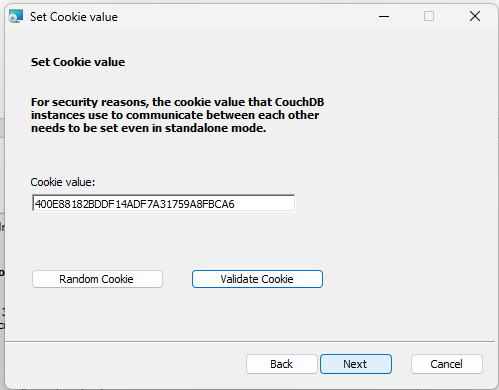 Set Cookie value
Set Cookie value
For security reasons, the cookie value that CouchDB
instances use to communicate between each other
needs to be set even in standalone mode.
Cookie value:
400E88182BDDF14ADF7A31759A8FBCA6
Random Cookie
Validate Cookie
Back
Next
Cancel